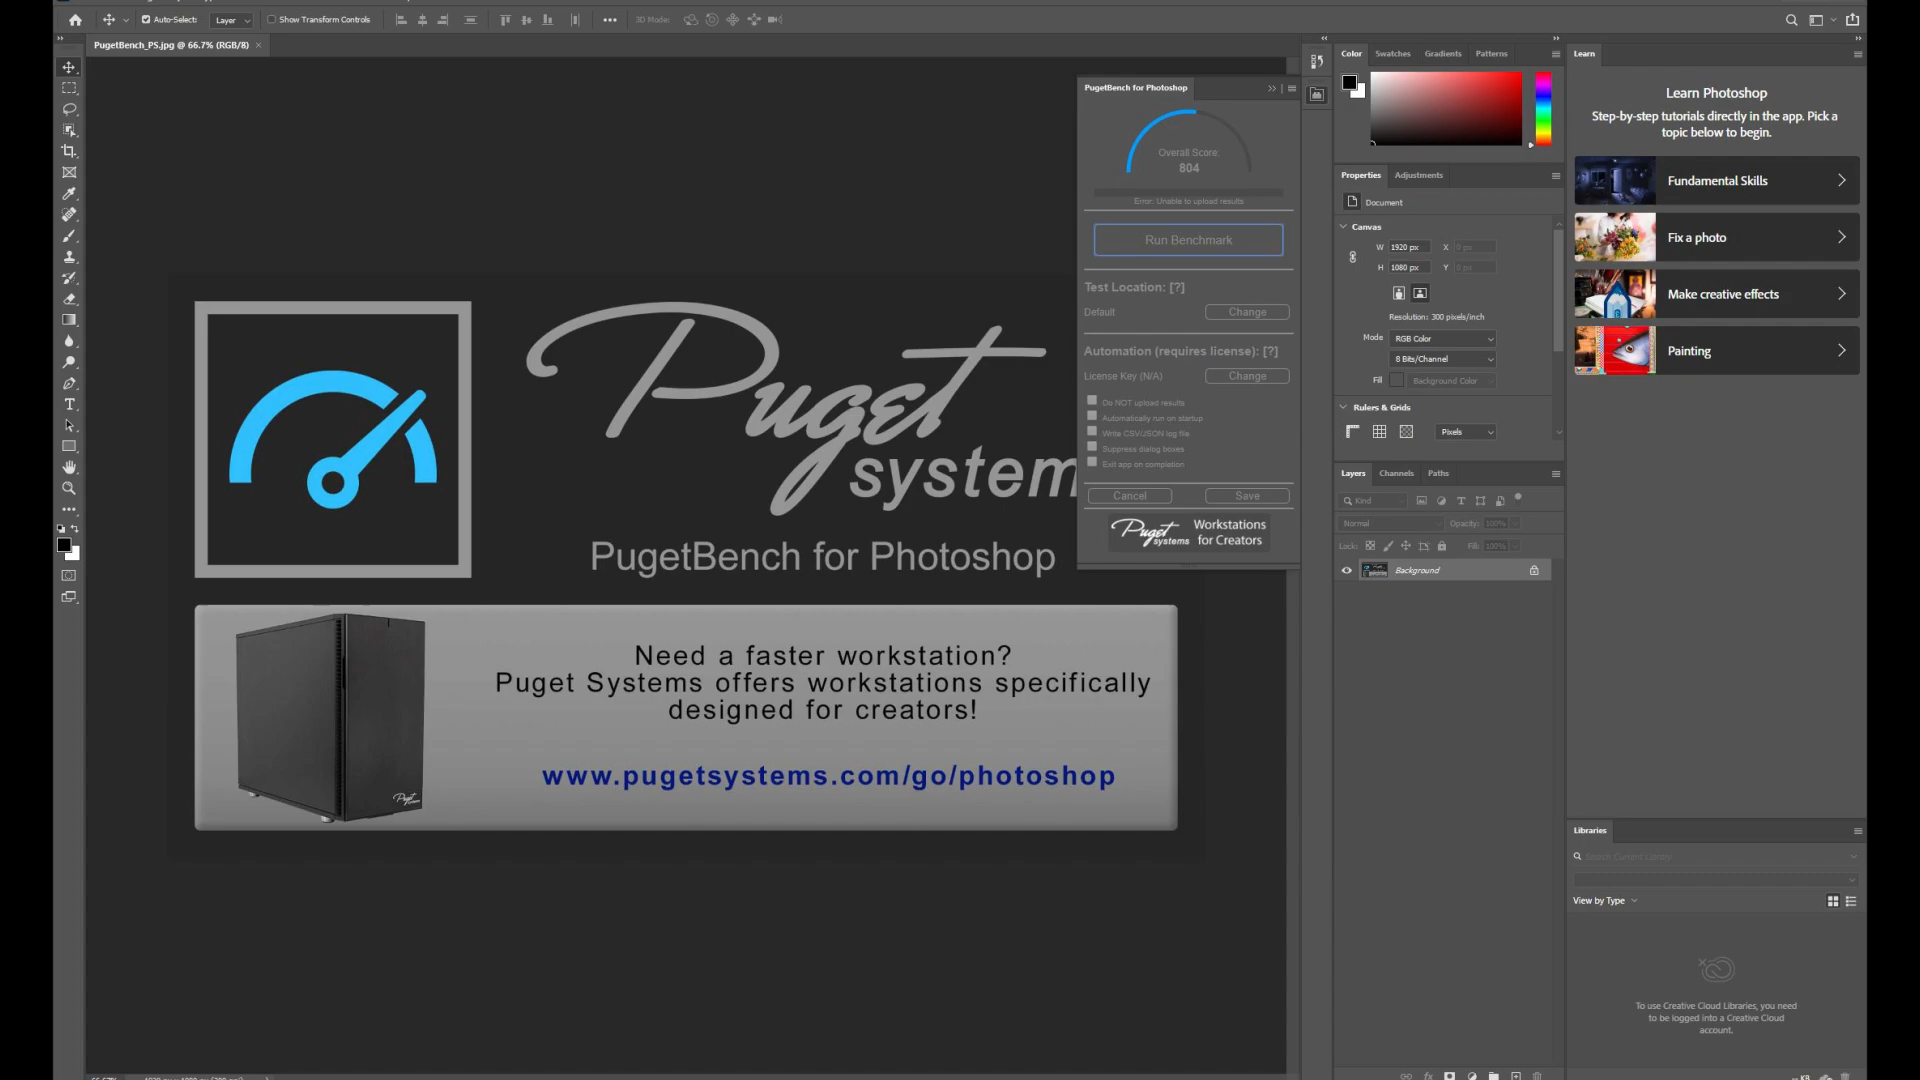 Auto-Select:
Layer
Show Transform Controls
3D Mode:
PugetBench_PS.jpg @ 66.7% (RGB/8)
Puget
systems
PugetBench for Photoshop
Need a faster workstation?
Puget Systems offers workstations specifically
designed for creators!
www.pugetsystems.com/go/photoshop
Puget
systems
PugetBench for Photoshop
Overall Score:
804
Error: Unable to upload results
Run Benchmark
Test Location: [?]
Default
Change
Automation (requires license): [?]
License Key (N/A)
Change
Do NOT upload results
Automatically run on startup
Write CSV/JSON log file
Suppress dialog boxes
Exit app on completion
Cancel
Save
Puget
systems
Workstations
for Creators
Color
Swatches
Gradients
Patterns
Properties
Adjustments
Document
Canvas
W
1920 px
X
0 px
H
1080 px
Y
0 px
Resolution: 300 pixels/inch
Mode
RGB Color
8 Bits/Channel
Fill
Background Color
Rulers & Grids
Pixels
Layers
Channels
Paths
Kind
Normal
Opacity:
100%
Lock:
Fill:
100%
Background
Learn
Learn Photoshop
Step-by-step tutorials directly in the app. Pick a
topic below to begin.
Fundamental Skills
Fix a photo
Make creative effects
Painting
Libraries
Search Current Library
View by Type
To use Creative Cloud Libraries, you need
to be logged into a Creative Cloud
account.
-- KB